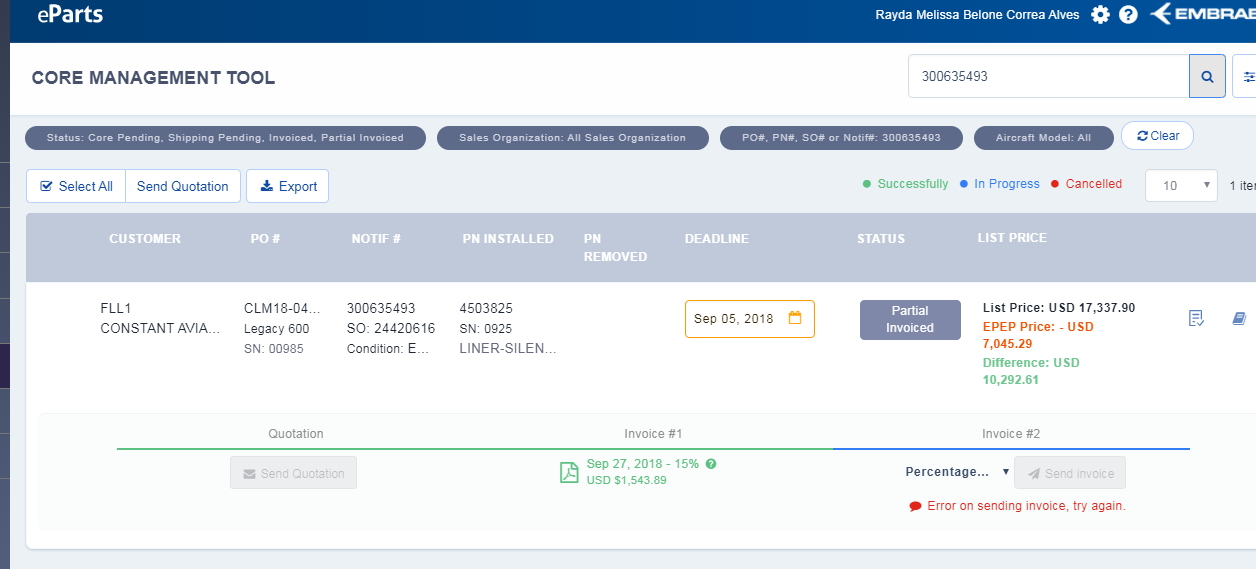 eParts
Rayda Melissa Belone Correa Alves
EMBRAE
CORE MANAGEMENT TOOL
300635493
Status: Core Pending, Shipping Pending, Invoiced, Partial Invoiced
Sales Organization: All Sales Organization
PO#, PN#, SO# or Notif#: 300635493
Aircraft Model: All
Clear
Select All
Send Quotation
Export
Successfully
In Progress
Cancelled
10
1 iter
CUSTOMER
PO #
NOTIF #
PN INSTALLED
PN
REMOVED
DEADLINE
STATUS
LIST PRICE
FLL1
CONSTANT AVIA...
CLM18-04...
Legacy 600
SN: 00985
300635493
SO: 24420616
Condition: E...
4503825
SN: 0925
LINER-SILEN...
Sep 05, 2018
Partial
Invoiced
List Price: USD 17,337.90
EPEP Price: - USD
7,045.29
Difference: USD
10,292.61
Quotation
Invoice #1
Invoice #2
Send Quotation
Sep 27, 2018 - 15%
USD $1,543.89
Percentage...
Send invoice
Error on sending invoice, try again.